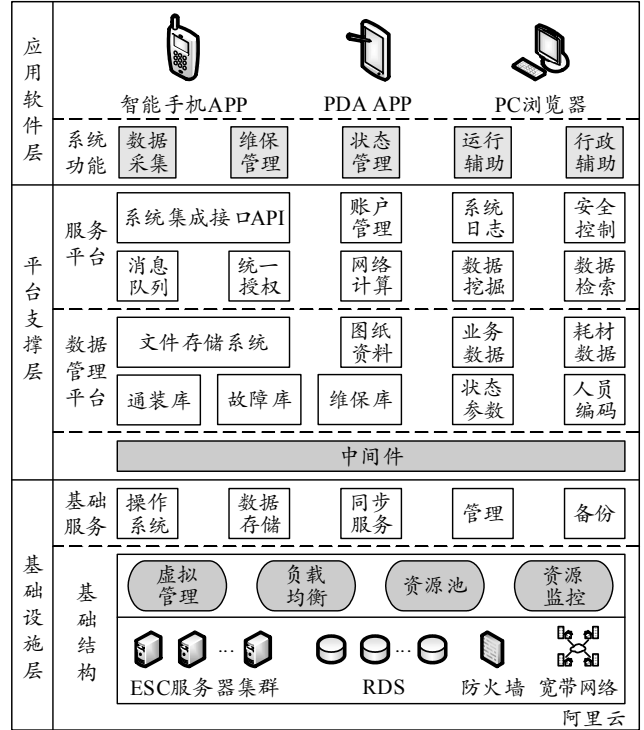 应用软件层
智能手机APP
PDA APP
PC浏览器
系统功能
数据采集
维保管理
状态管理
运行辅助
行政辅助
平台支撑层
服务平台
系统集成接口API
账户管理
系统日志
安全控制
消息队列
统一授权
网络计算
数据挖掘
数据检索
数据管理平台
文件存储系统
图纸资料
业务数据
耗材数据
通装库
故障库
维保库
状态参数
人员编码
中间件
基础设施层
基础服务
操作系统
数据存储
同步服务
管理
备份
基础结构
虚拟管理
负载均衡
资源池
资源监控
...
...
ESC服务器集群
RDS
防火墙
宽带网络
阿里云